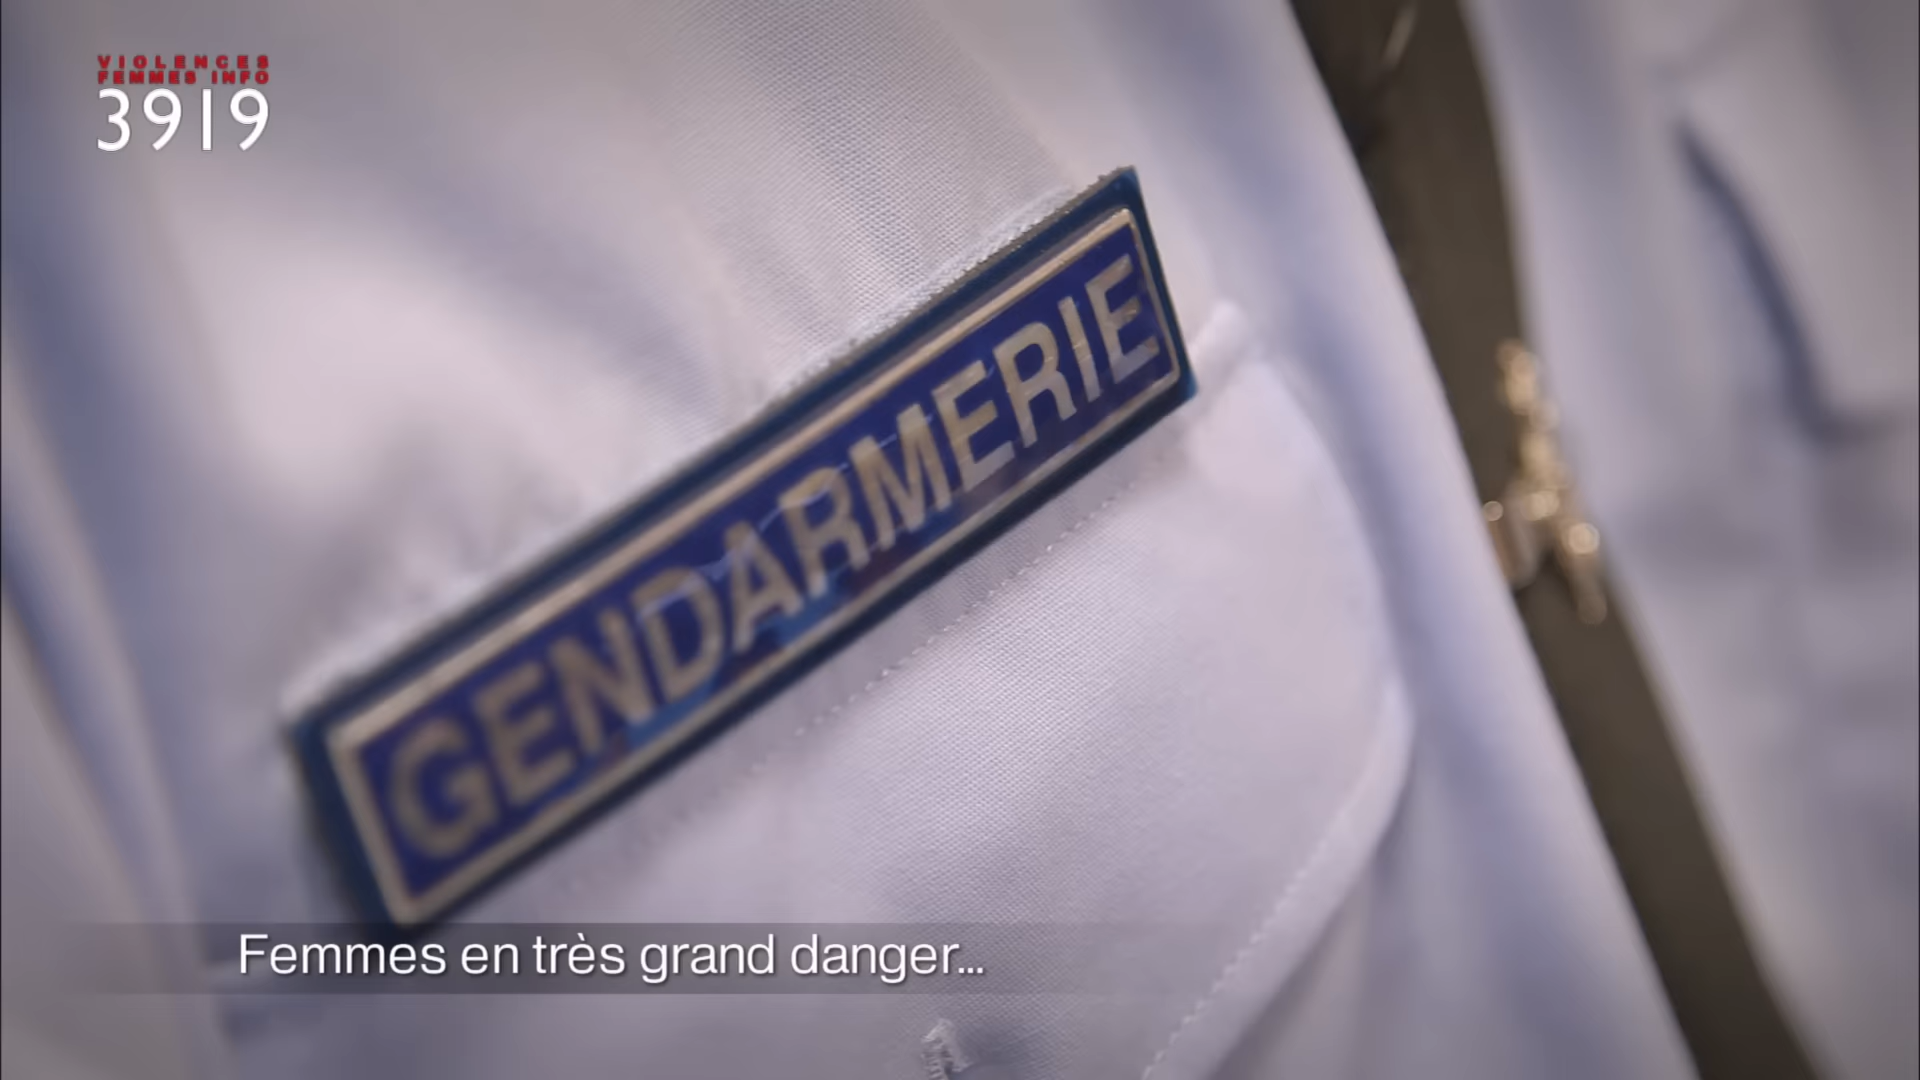 VIOLENCES
FEMMES INFO
3919
GENDARMERIE
Femmes en très grand danger...